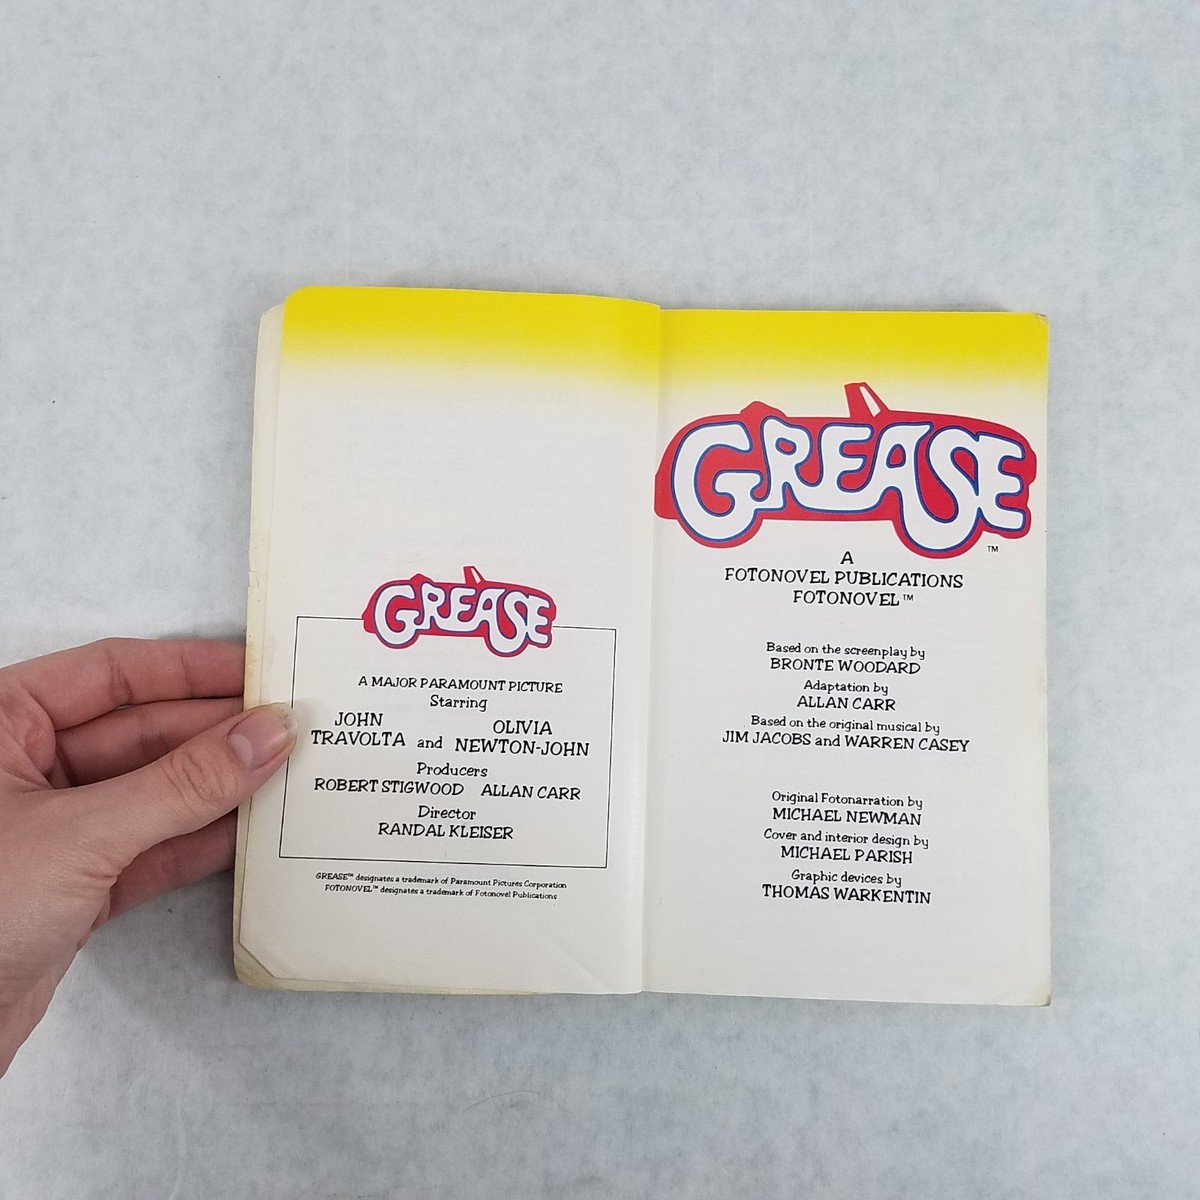 GREASE
A MAJOR PARAMOUNT PICTURE
Starring
JOHN TRAVOLTA and OLIVIA NEWTON-JOHN
Producers
ROBERT STIGWOOD ALLAN CARR
Director
RANDAL KLEISER
GREASE™ designates a trademark of Paramount Pictures Corporation
FOTONOVEL™ designates a trademark of Fotonovel Publications
GREASE™
A
FOTONOVEL PUBLICATIONS
FOTONOVEL™
Based on the screenplay by
BRONTE WOODARD
Adaptation by
ALLAN CARR
Based on the original musical by
JIM JACOBS and WARREN CASEY
Original Fotonarration by
MICHAEL NEWMAN
Cover and interior design by
MICHAEL PARISH
Graphic devices by
THOMAS WARKENTIN